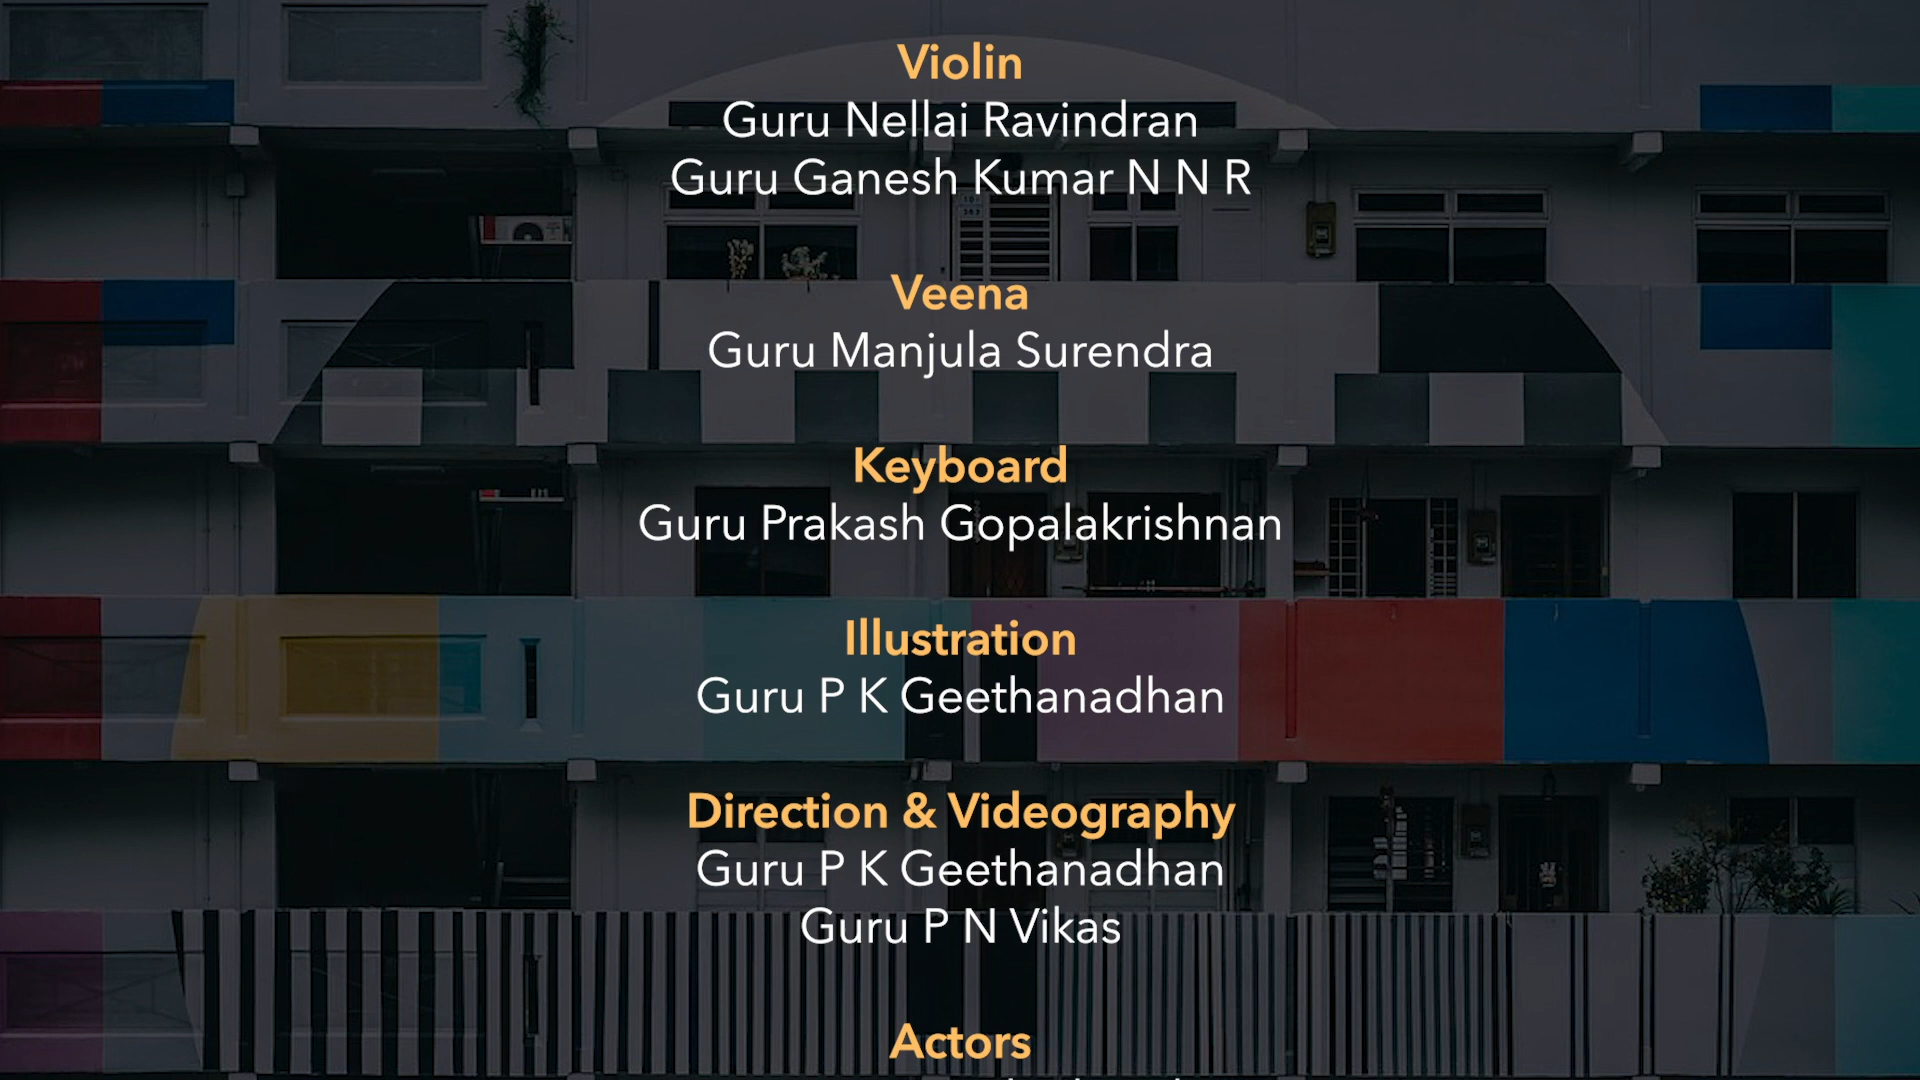 Violin
Guru Nellai Ravindran
Guru Ganesh Kumar N N R
Veena
Guru Manjula Surendra
Keyboard
Guru Prakash Gopalakrishnan
Illustration
Guru P K Geethanadhan
Direction & Videography
Guru P K Geethanadhan
Guru P N Vikas
Actors